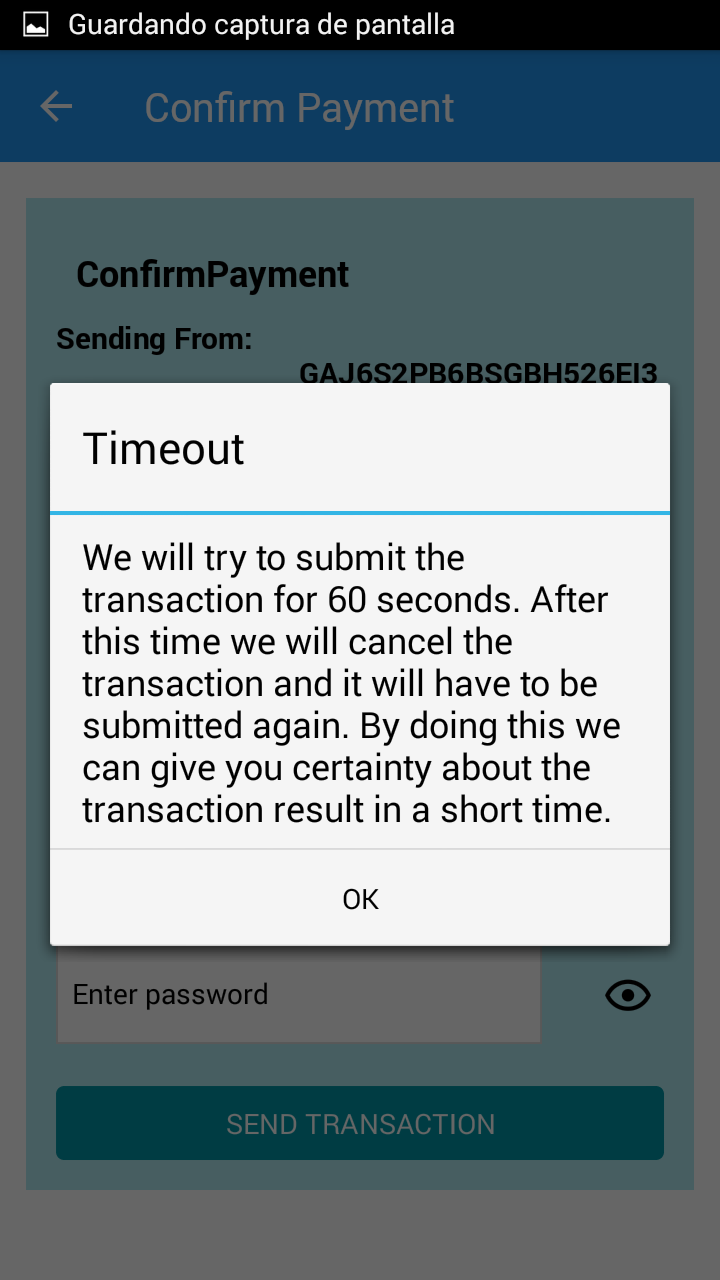 Guardando captura de pantalla
Confirm Payment
ConfirmPayment
Sending From:
GAJ6S2PB6BSGBH526EI3
Timeout
We will try to submit the
transaction for 60 seconds. After
this time we will cancel the
transaction and it will have to be
submitted again. By doing this we
can give you certainty about the
transaction result in a short time.
OK
Enter password
SEND TRANSACTION